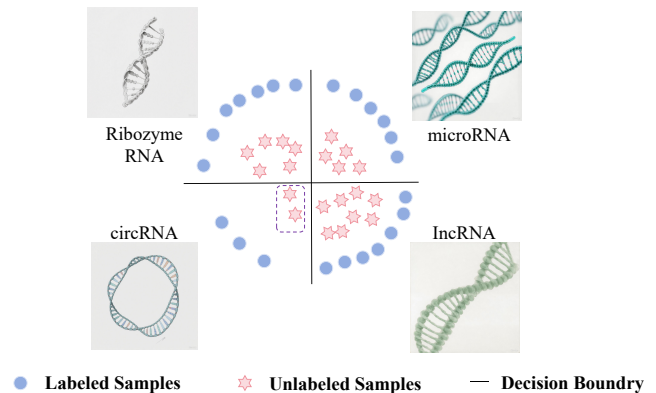 Ribozyme
RNA
microRNA
circRNA
lncRNA
Labeled Samples
Unlabeled Samples
Decision Boundry